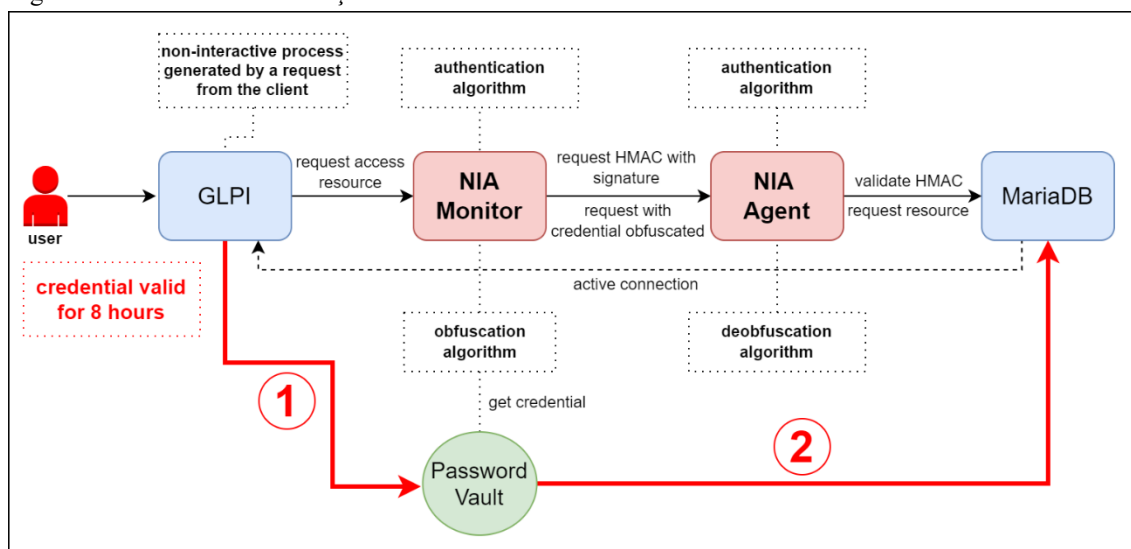 non-interactive process
generated by a request
from the client
authentication
algorithm
authentication
algorithm
user
GLPI
request access
resource
NIA
Monitor
request HMAC with
signature
request with
credential obfuscated
NIA
Agent
validate HMAC
request resource
MariaDB
credential valid
for 8 hours
active connection
obfuscation
algorithm
deobfuscation
algorithm
1
get credential
2
Password
Vault